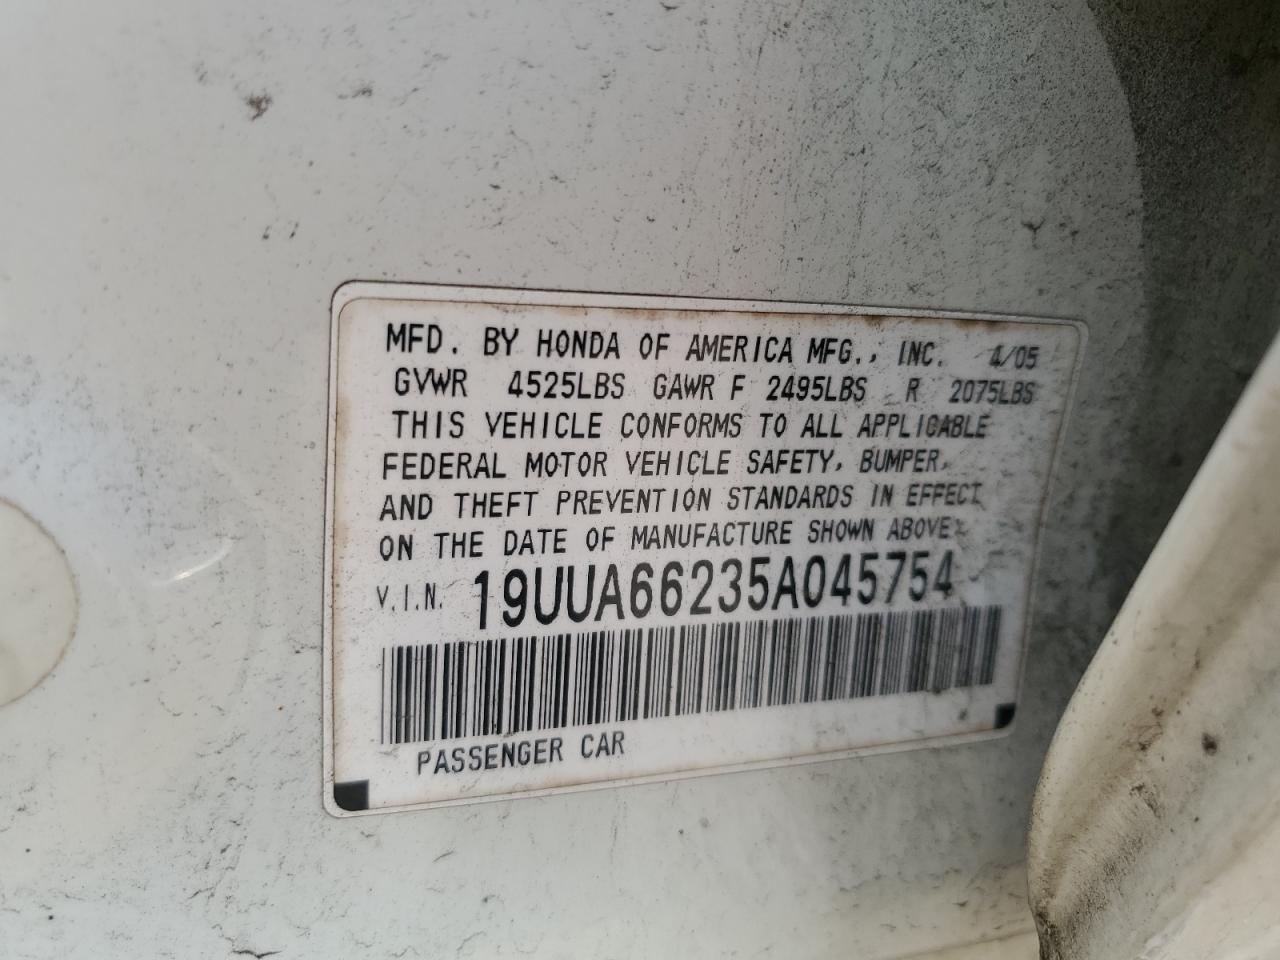 MFD. BY HONDA OF AMERICA MFG., INC. 4/05
GVWR 4525LBS GAWR F 2495LBS R 2075LBS
THIS VEHICLE CONFORMS TO ALL APPLICABLE
FEDERAL MOTOR VEHICLE SAFETY, BUMPER,
AND THEFT PREVENTION STANDARDS IN EFFECT
ON THE DATE OF MANUFACTURE SHOWN ABOVE.
V.I.N. 19UUA66235A045754
PASSENGER CAR